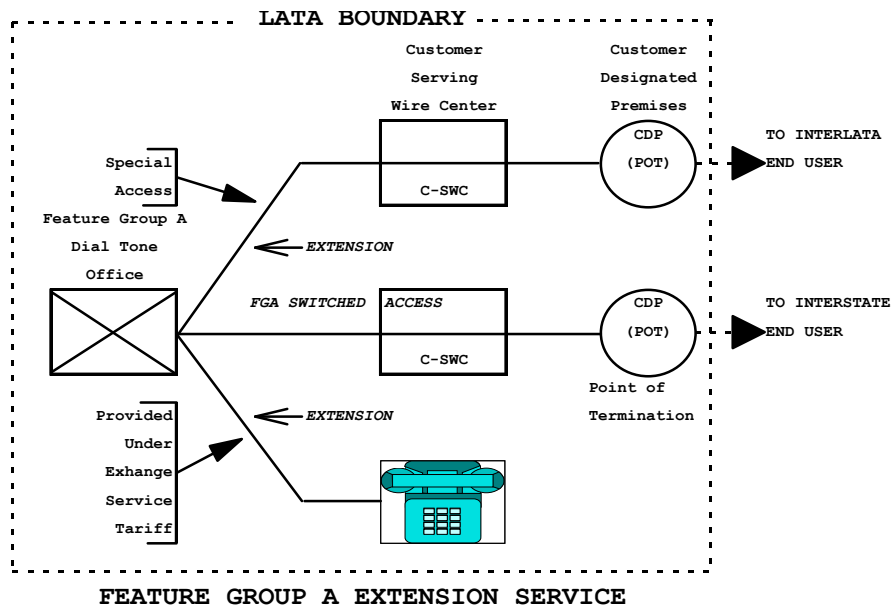 LATA BOUNDARY
Customer
Serving
Wire Center
Customer
Designated
Premises
CDP
(POT)
TO INTERLATA
END USER
C-SWC
Special
Access
Feature Group A
Dial Tone
Office
EXTENSION
FGA SWITCHED ACCESS
C-SWC
CDP
(POT)
TO INTERSTATE
END USER
Point of
Termination
EXTENSION
Provided
Under
Exhange
Service
Tariff
FEATURE GROUP A EXTENSION SERVICE